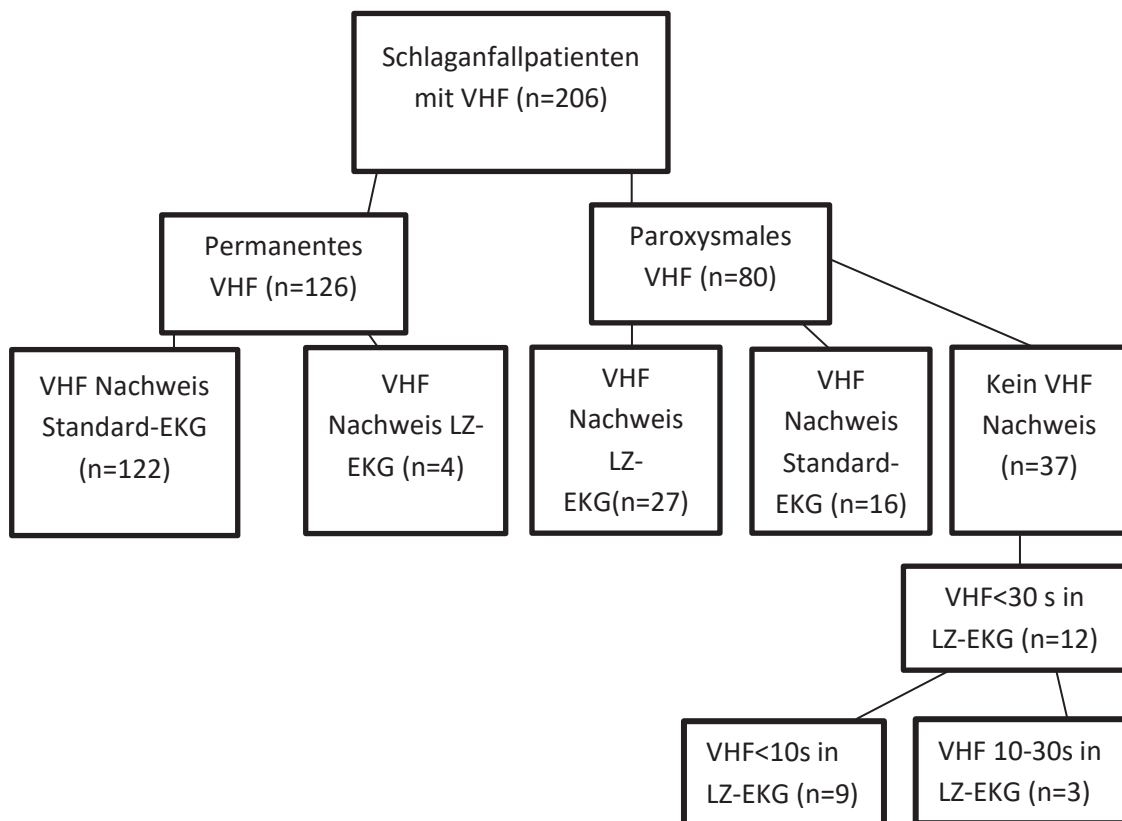 Schlaganfallpatienten
mit VHF (n=206)
Permanentes
VHF (n=126)
Paroxysmales
VHF (n=80)
VHF Nachweis
Standard-EKG
(n=122)
VHF
Nachweis LZ-
EKG (n=4)
VHF
Nachweis
LZ-
EKG(n=27)
VHF
Nachweis
Standard-
EKG (n=16)
Kein VHF
Nachweis
(n=37)
VHF<30 s in
LZ-EKG (n=12)
VHF<10s in
LZ-EKG (n=9)
VHF 10-30s in
LZ-EKG (n=3)